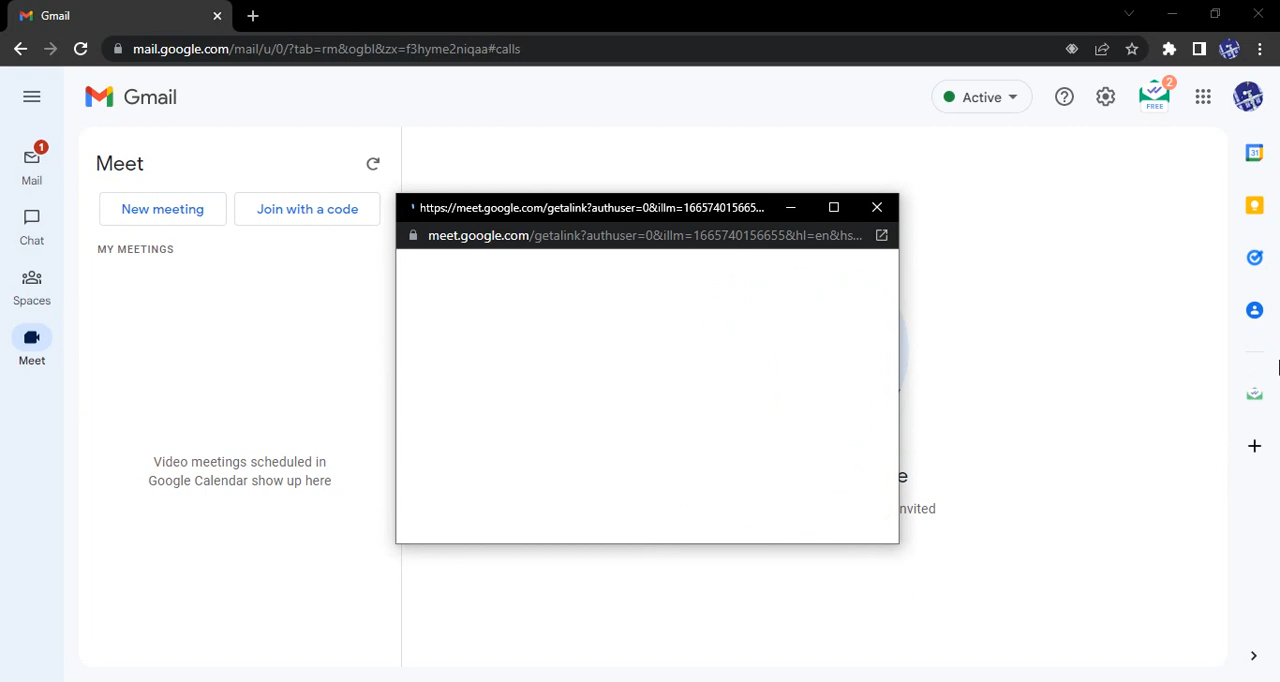 Gmail
mail.google.com/mail/u/0/?tab=rm&ogbl&zx=f3hyme2niqaa#calls
Gmail
Active
2
FREE
1
Mail
Chat
Spaces
Meet
Meet
New meeting
Join with a code
MY MEETINGS
Video meetings scheduled in
Google Calendar show up here
https://meet.google.com/getalink?authuser=0&illm=166574015665...
meet.google.com/getalink?authuser=0&illm=1665740156655&hl=en&hs...
e
nvited
31